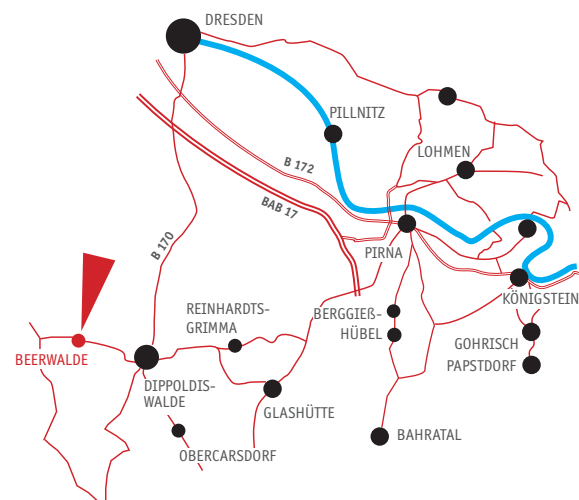 DRESDEN
PILLNITZ
LOHMEN
B 172
BAB 17
B 170
PIRNA
KÖNIGSTEIN
REINHARDTS-
GRIMMA
BERGGIEß-
HÜBEL
GOHRISCH
PAPSTDORF
BEERWALDE
DIPPOLDIS-
WALDE
GLASHÜTTE
BAHRATAL
OBERCARSDORF